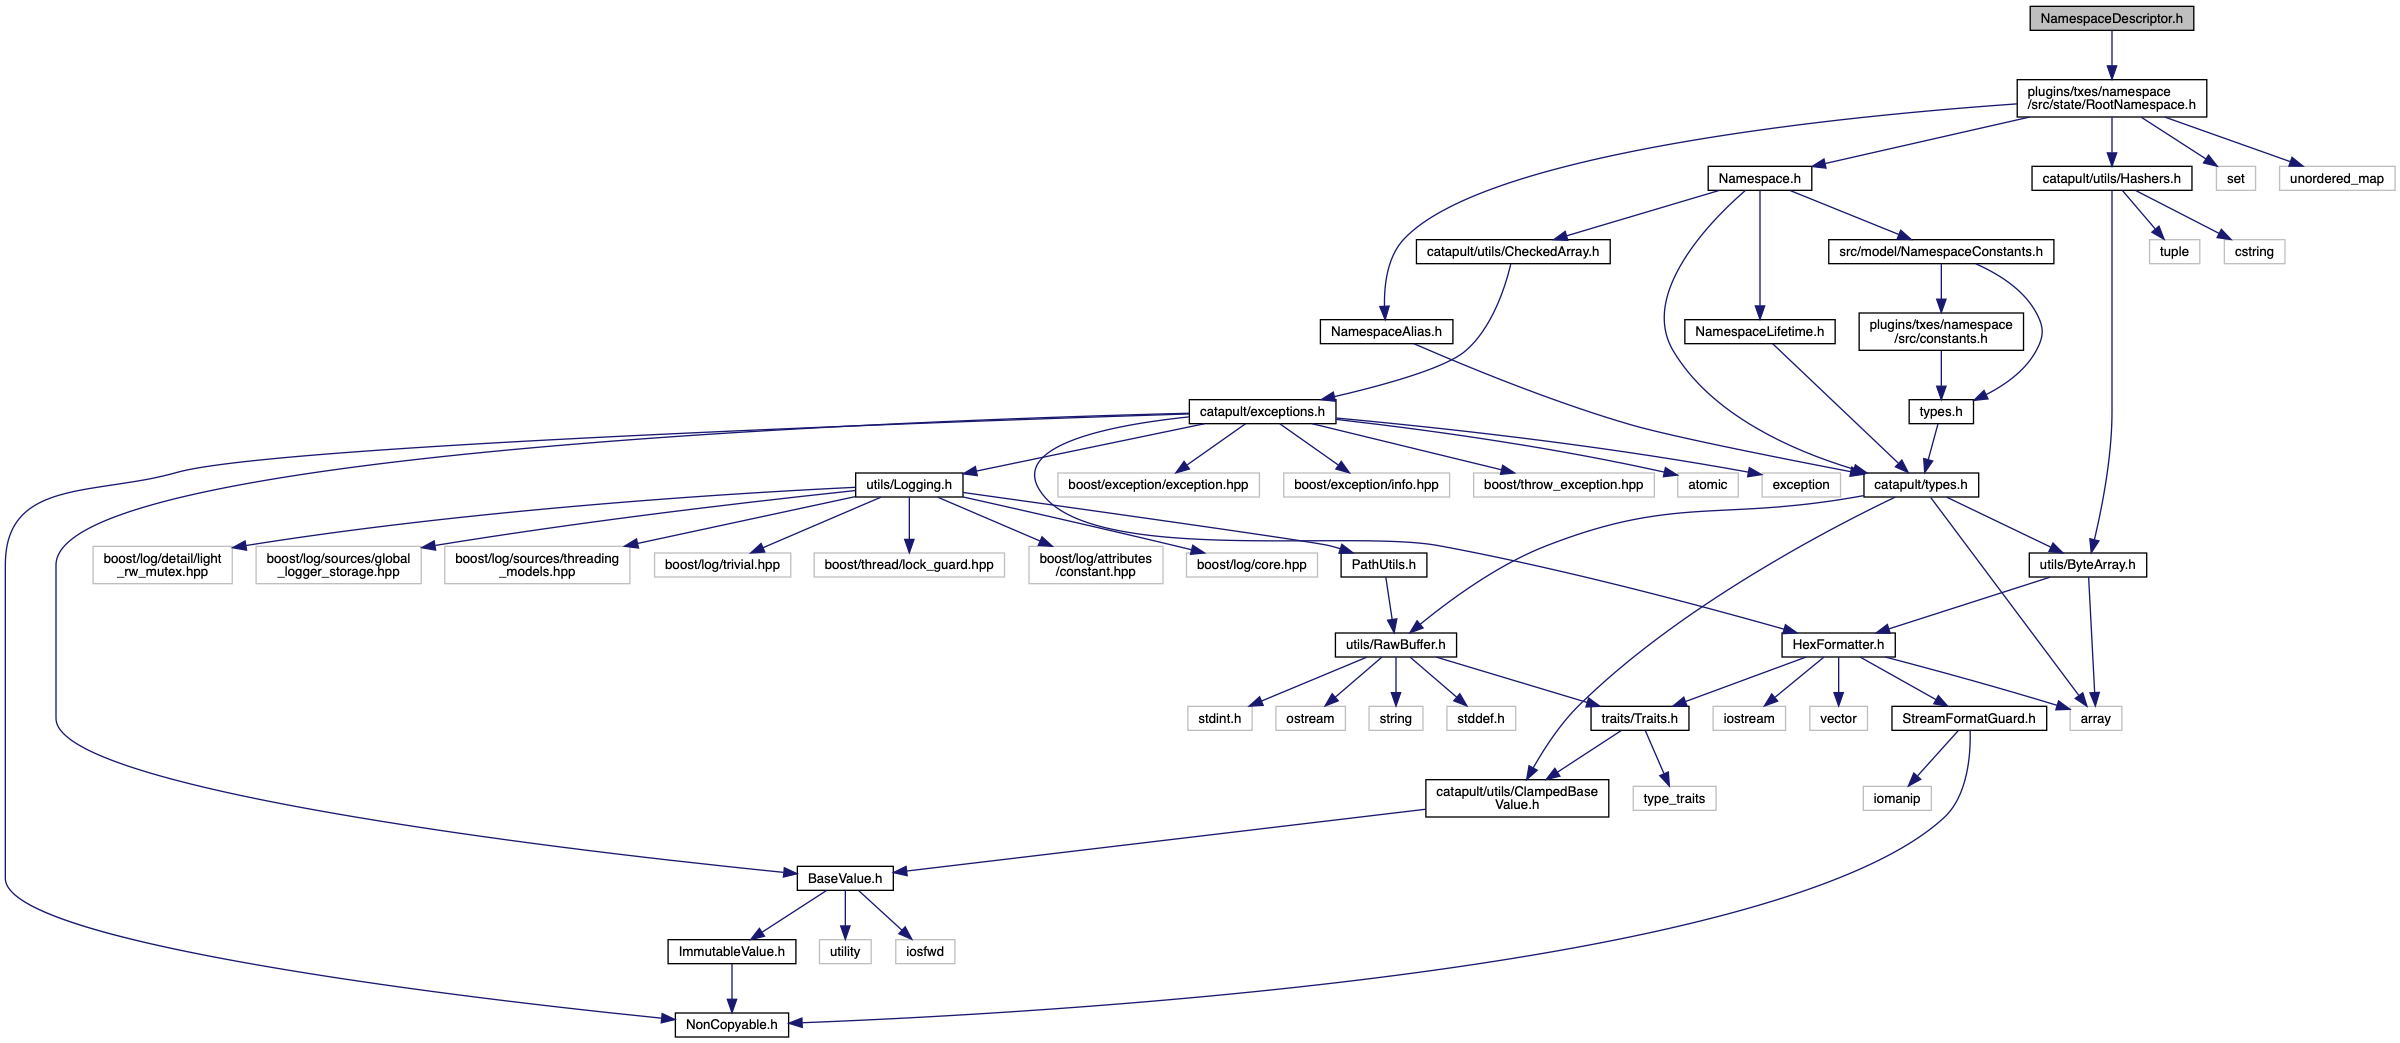 NamespaceDescriptor.h
plugins/txes/namespace
/src/state/RootNamespace.h
Namespace.h
catapult/utils/Hashers.h
set
unordered_map
catapult/utils/CheckedArray.h
src/model/NamespaceConstants.h
tuple
cstring
NamespaceAlias.h
NamespaceLifetime.h
plugins/txes/namespace
/src/constants.h
catapult/exceptions.h
types.h
utils/Logging.h
boost/exception/exception.hpp
boost/exception/info.hpp
boost/throw_exception.hpp
atomic
exception
catapult/types.h
boost/log/detail/light
_rw_mutex.hpp
boost/log/sources/global
_logger_storage.hpp
boost/log/sources/threading
_models.hpp
boost/log/trivial.hpp
boost/thread/lock_guard.hpp
boost/log/attributes
/constant.hpp
boost/log/core.hpp
PathUtils.h
utils/ByteArray.h
utils/RawBuffer.h
HexFormatter.h
stdint.h
ostream
string
stddef.h
traits/Traits.h
iostream
vector
StreamFormatGuard.h
array
catapult/utils/ClampedBase
Value.h
type_traits
iomanip
BaseValue.h
ImmutableValue.h
utility
iosfwd
NonCopyable.h